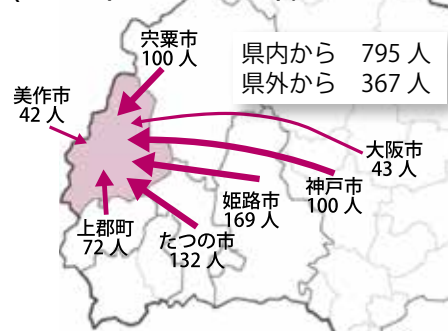 宍粟市
100 人
県内から 795 人
県外から 367 人
美作市
42 人
大阪市
43 人
神戸市
100 人
姫路市
169 人
上郡町
72 人
たつの市
132 人